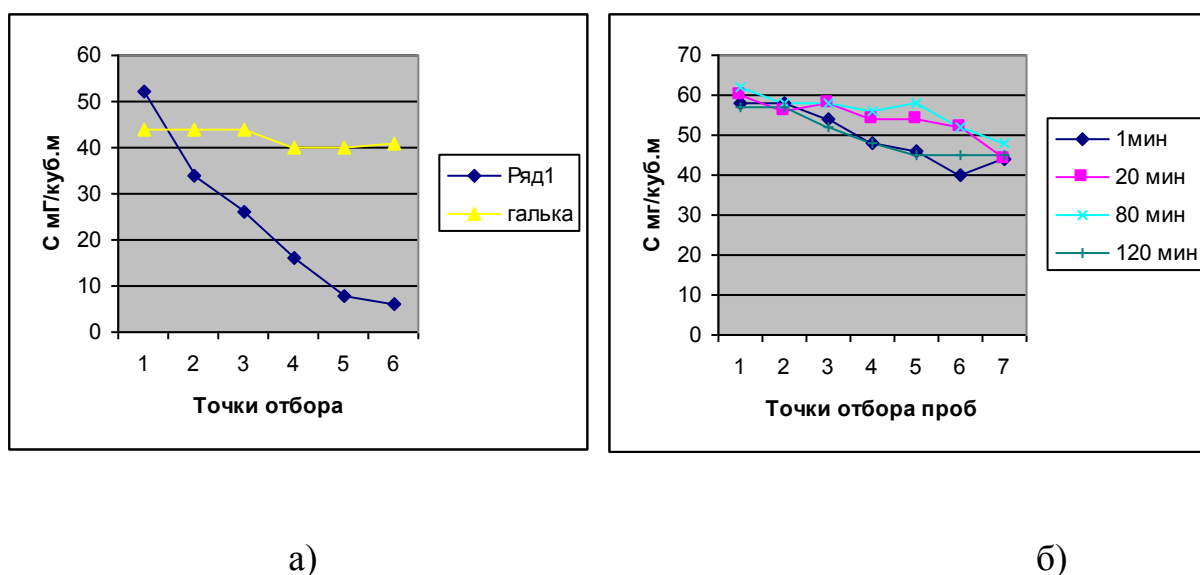 60
50
40
30
20
10
0
1 2 3 4 5 6
С мГ/куб.м
Точки отбора
Ряд1
галька
70
60
50
40
30
20
10
0
1 2 3 4 5 6 7
С мг/куб.м
Точки отбора проб
1мин
20 мин
80 мин
120 мин
а)
б)